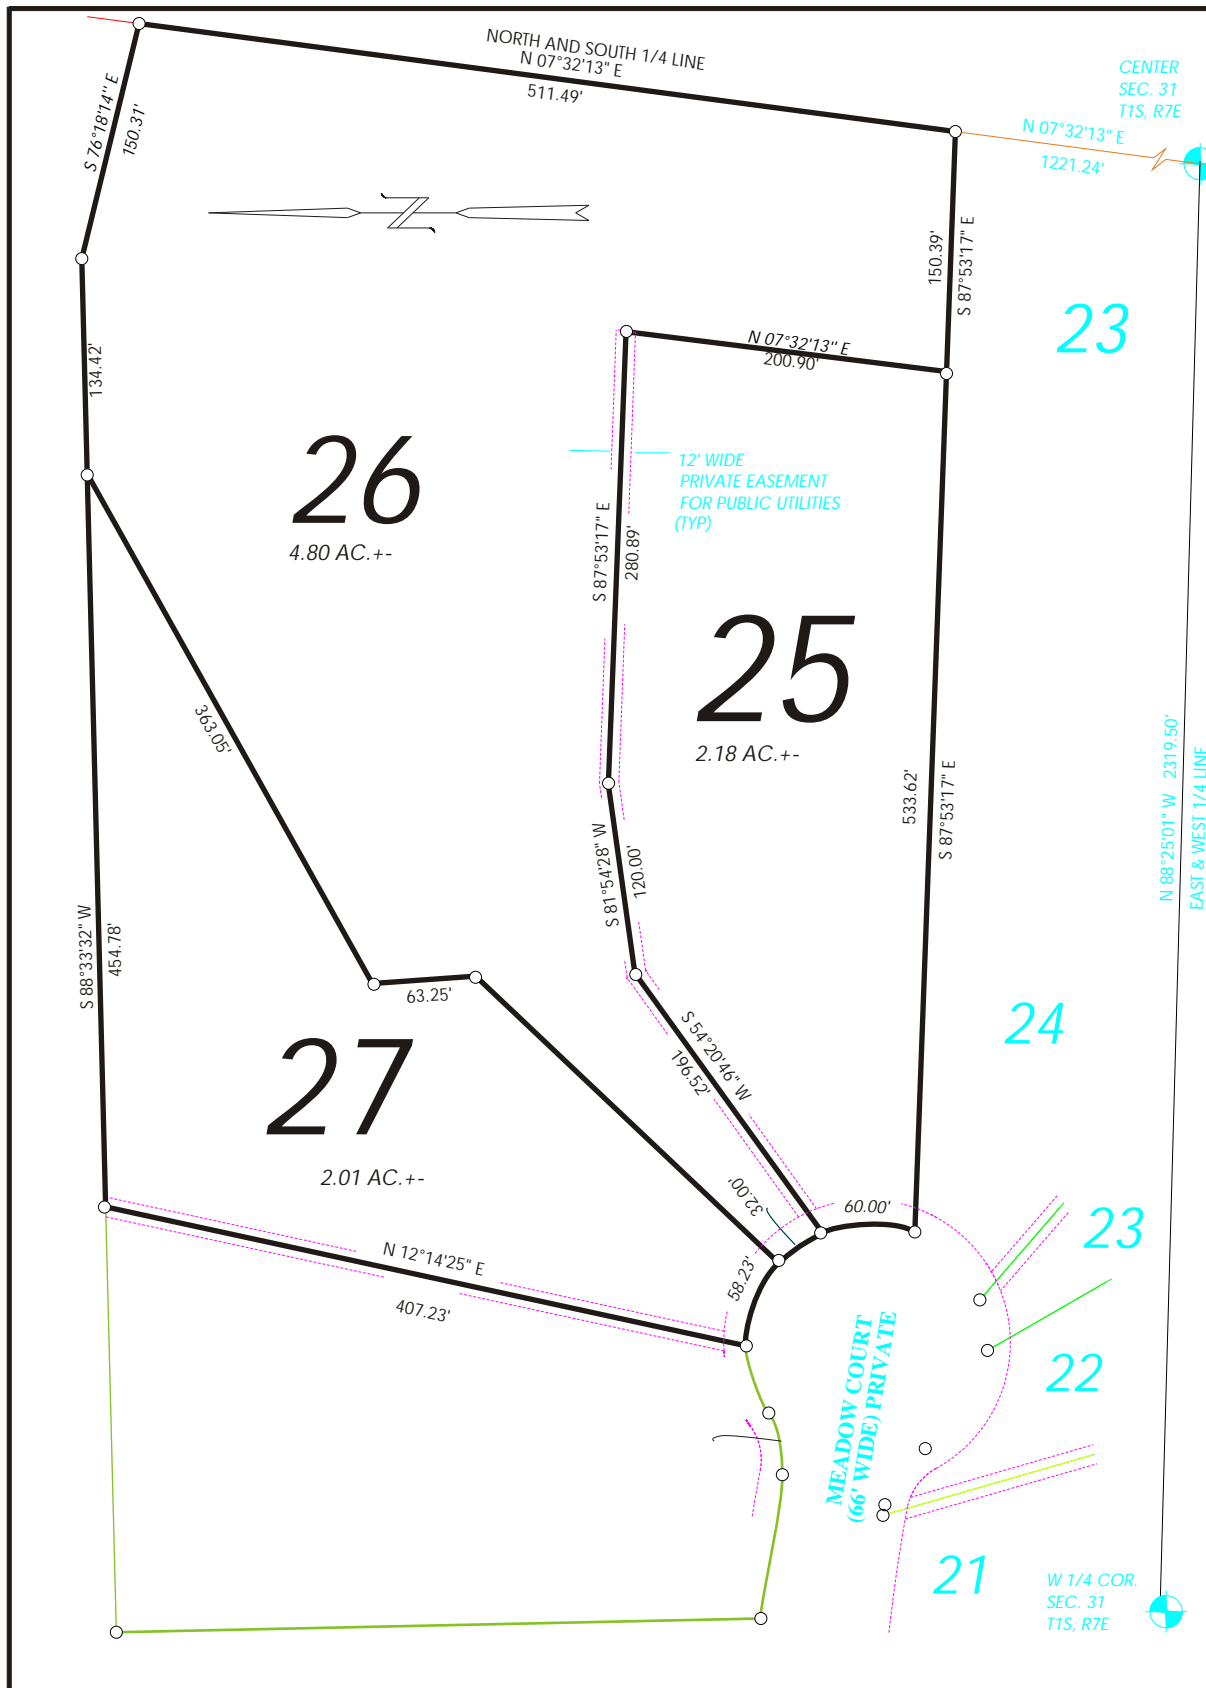 NORTH AND SOUTH 1/4 LINE
N 07°32'13" E
511.49'
CENTER
SEC. 31
T1S, R7E
N 07°32'13" E
1221.24'
S 76°18'14" E
150.31'
150.39'
S 87°53'17" E
23
134.42'
N 07°32'13" E
200.90'
26
4.80 AC.+-
12' WIDE
PRIVATE EASEMENT
FOR PUBLIC UTILITIES
(TYP)
S 87°53'17" E
280.89'
25
2.18 AC.+-
363.05'
533.62'
S 87°53'17" E
N 88°25'01" W 2319.50'
EAST & WEST 1/4 LINE
S 81°54'28" W
120.00'
S 88°33'32" W
454.78'
63.25'
24
S 54°20'46" W
196.52'
27
2.01 AC.+-
32.00'
60.00'
23
N 12°14'25" E
407.23'
58.23'
MEADOW COURT
(66' WIDE) PRIVATE
22
21
W 1/4 COR.
SEC. 31
T1S, R7E